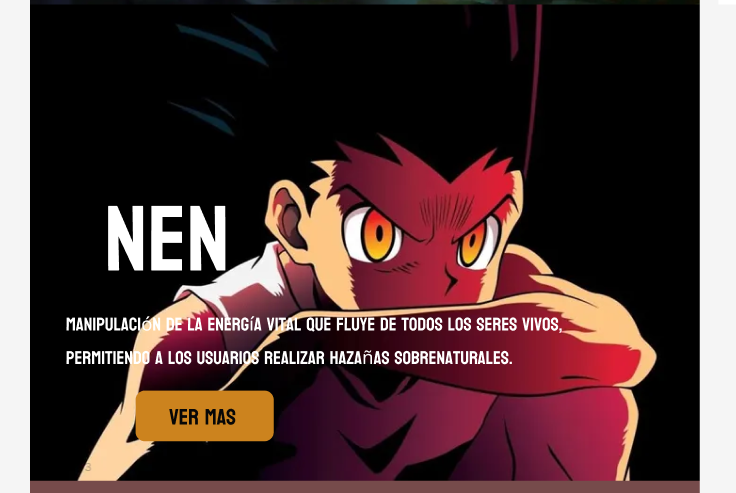 NEN
MANIPULACIÓN DE LA ENERGÍA VITAL QUE FLUYE DE TODOS LOS SERES VIVOS,
PERMITIENDO A LOS USUARIOS REALIZAR HAZAÑAS SOBRENATURALES.
VER MAS
3